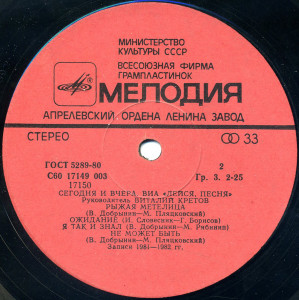 МИНИСТЕРСТВО
КУЛЬТУРЫ СССР
ВСЕСОЮЗНАЯ ФИРМА
ГРАМПЛАСТИНОК
МЕЛОДИЯ
АПРЕЛЕВСКИЙ ОРДЕНА ЛЕНИНА ЗАВОД
СТЕРЕО 33
ГОСТ 5289-80 2
С60 17149 003 Гр. 3. 2-25
17150
СЕГОДНЯ И ВЧЕРА. ВИА «ЛЕЙСЯ, ПЕСНЯ»
Руководитель ВИТАЛИЙ КРЕТОВ
РЫЖАЯ МЕТЕЛИЦА
(В. Добрынин—М. Пляцковский)
ОЖИДАНИЕ (И. Словесник—Г. Борисов)
Я ТАК И ЗНАЛ (В. Добрынин—М. Рябинин)
НЕ МОЖЕТ БЫТЬ
(В. Добрынин—М. Пляцковский)
Записи 1981—1982 гг.